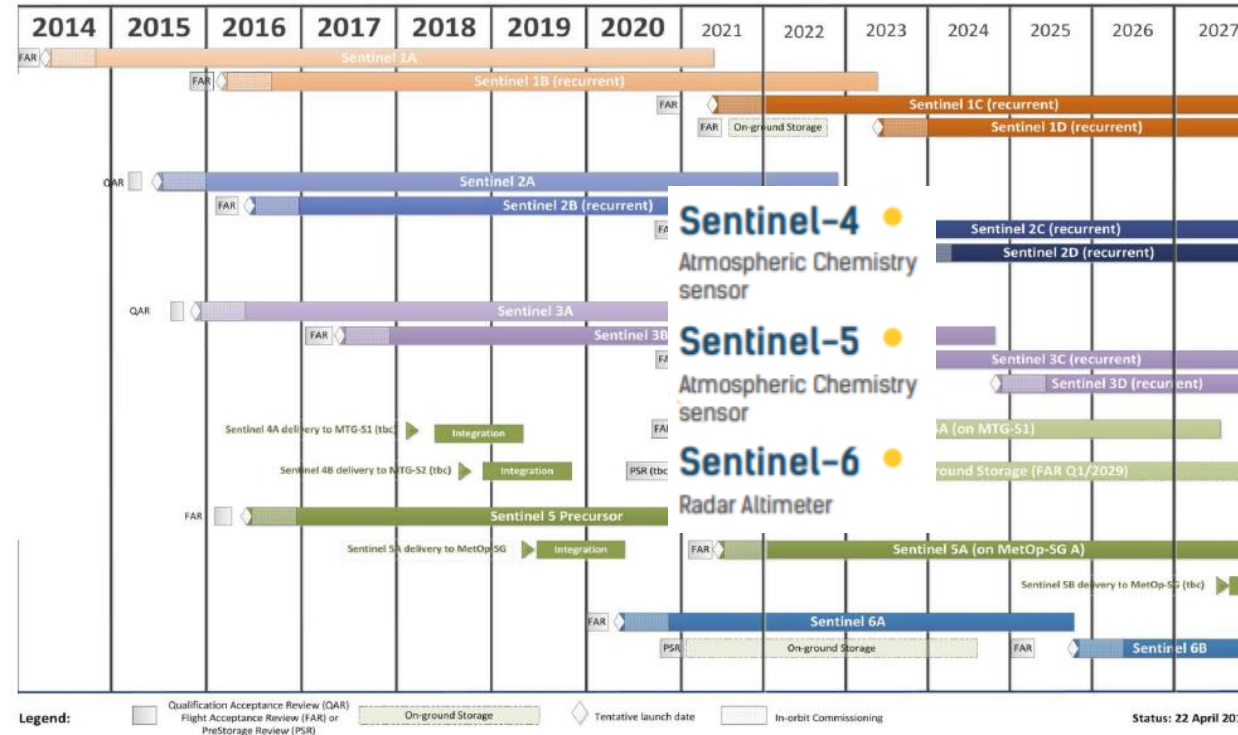 2014 2015 2016 2017 2018 2019 2020 2021 2022 2023 2024 2025 2026 2027
FAR Sentinel 1A
FAR Sentinel 1B (recurrent)
FAR Sentinel 1C (recurrent)
FAR On-ground Storage Sentinel 1D (recurrent)
QAR Sentinel 2A
FAR Sentinel 2B (recurrent)
Sentinel 2C (recurrent)
Sentinel 2D (recurrent)
QAR Sentinel 3A
FAR Sentinel 3B
Sentinel 3C (recurrent)
Sentinel 3D (recurrent)
Sentinel 4A delivery to MTG-S1 (tbc) Integration (on MTG-S1)
Sentinel 4B delivery to MTG-S2 (tbc) Integration PSR Storage (FAR Q1/2029)
FAR Sentinel 5 Precursor
Sentinel 5A delivery to MetOp-SG Integration FAR Sentinel 5A (on MetOp-SG A)
Sentinel 5B delivery to MetOp-SG (tbc)
FAR Sentinel 6A
PSR On-ground Storage FAR Sentinel 6B
Sentinel-4
Atmospheric Chemistry
sensor
Sentinel-5
Atmospheric Chemistry
sensor
Sentinel-6
Radar Altimeter
Legend:
Qualification Acceptance Review (QAR)
Flight Acceptance Review (FAR) or
PreStorage Review (PSR)
On-ground Storage
Tentative launch date
In-orbit Commissioning
Status: 22 April